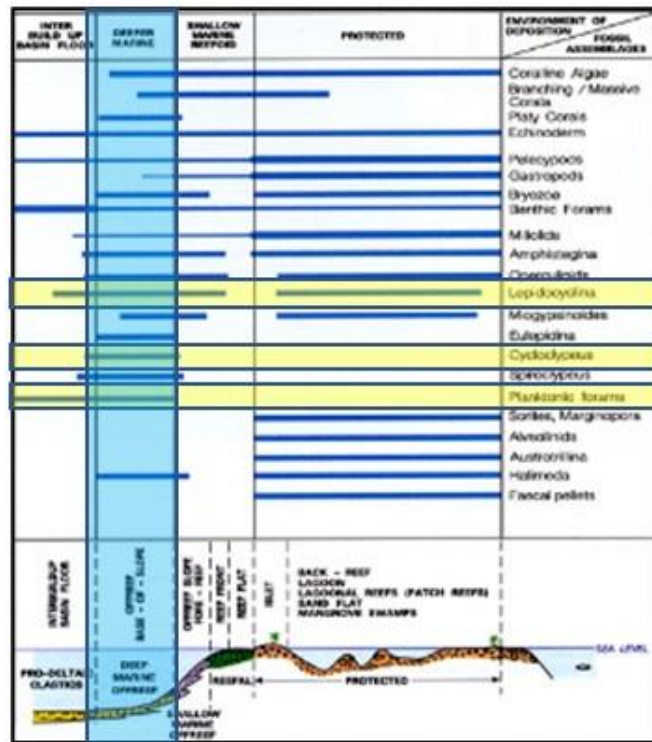 INTER BUILD UP BASIN FLOOR
DEEPER MARINE
SHALLOW MARINE REEFOID
PROTECTED
ENVIRONMENT OF DEPOSITION
FOSSIL ASSEMBLAGES
Coralline Algae
Branching / Massive
Corals
Platy Corals
Echinoderm
Pelecypods
Gastropods
Bryozoa
Benthic Forams
Miliolids
Amphistegina
Operculinoids
Lepidocyclina
Miogypsinoides
Eulepidina
Cycloclypeus
Spiroclypeus
Planktonic forams
Sorites, Marginopora
Alveolinids
Austrotrillina
Halimeda
Faecal pellets
INTERBUILDUP BASIN FLOOR
OFFREEF BASE - OF - SLOPE
OFFREEF SLOPE FORE - REEF
REEF FRONT
REEF FLAT
INLET
BACK - REEF
LAGOON
LAGOONAL REEFS (PATCH REEFS)
SAND FLAT
MANGROVE SWAMPS
SEA LEVEL
PRO-DELTA
CLASTICS
DEEP
MARINE
OFFREEF
REEFAL
PROTECTED
SHALLOW
MARINE
OFFREEF